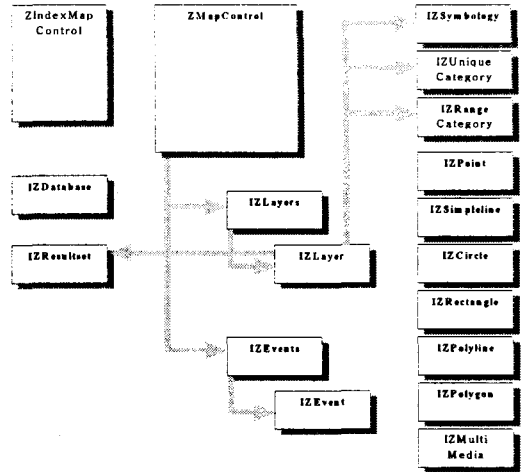 ZIndexMap
Control
ZMapControl
IZSymbology
IZUnique
Category
IZRange
Category
IZPoint
IZDatabase
IZLayers
IZSimpleline
IZResultset
IZLayer
IZCircle
IZRectangle
IZEvents
IZPolyline
IZEvent
IZPolygon
IZMulti
Media